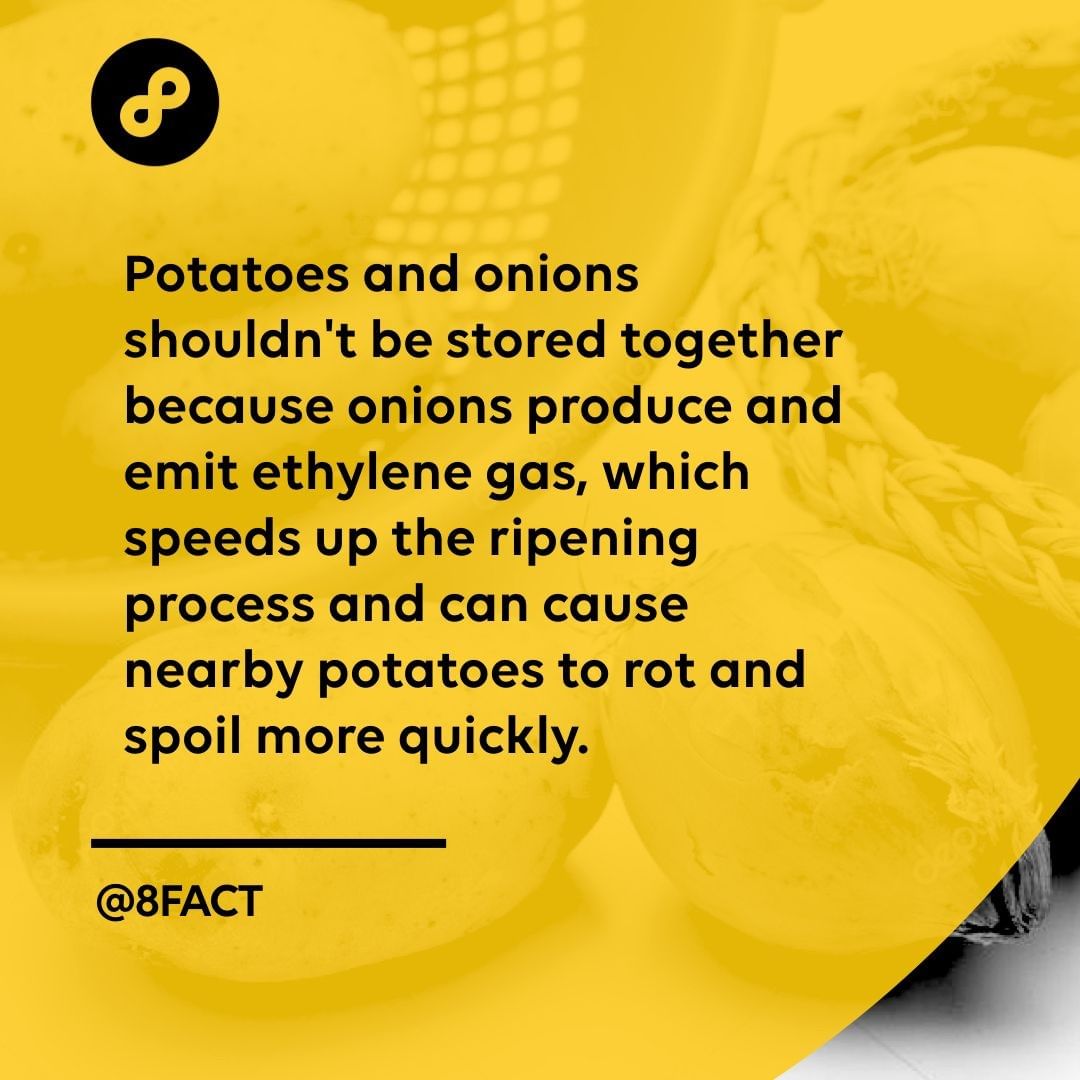 Potatoes and onions
shouldn't be stored together
because onions produce and
emit ethylene gas, which
speeds up the ripening
process and can cause
nearby potatoes to rot and
spoil more quickly.
@8FACT